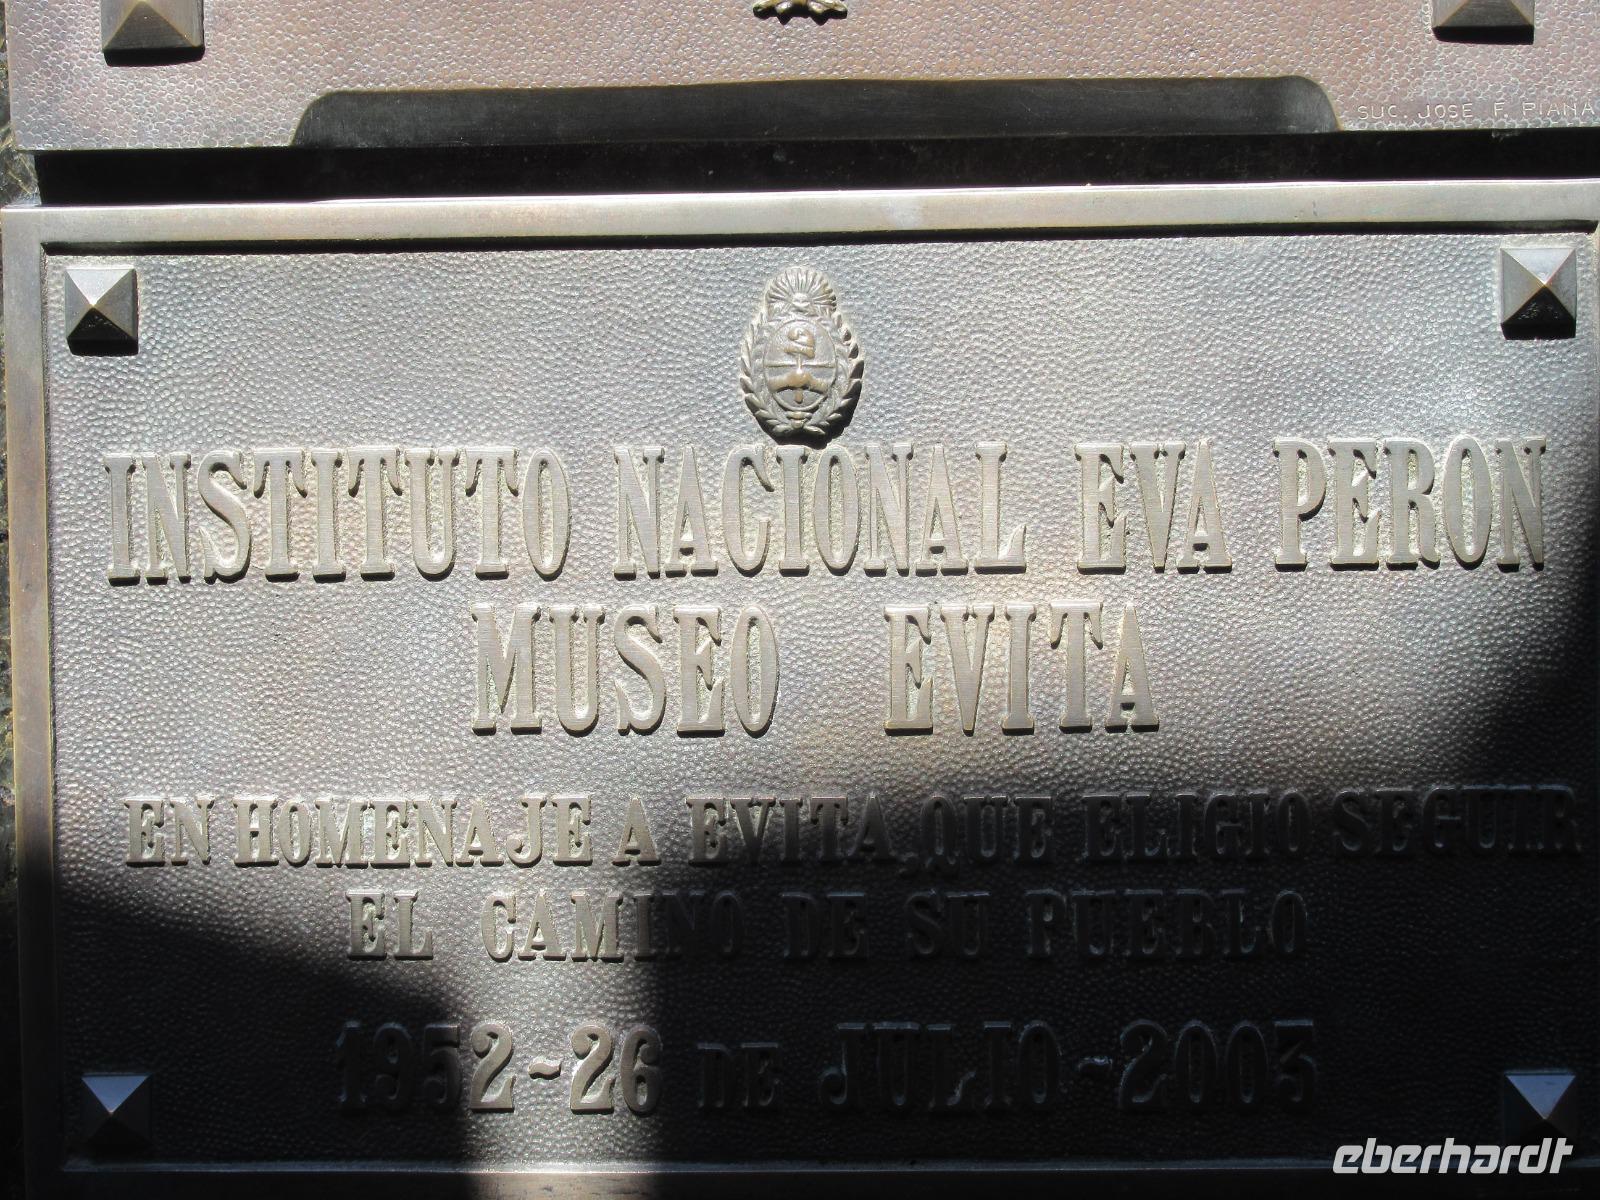 SUC. JOSE F. PIANA
INSTITUTO NACIONAL EVA PERON
MUSEO EVITA
EN HOMENAJE A EVITA, QUE ELIGIO SEGUIR
EL CAMINO DE SU PUEBLO
1952-26 DE JULIO-2003
eberhardt